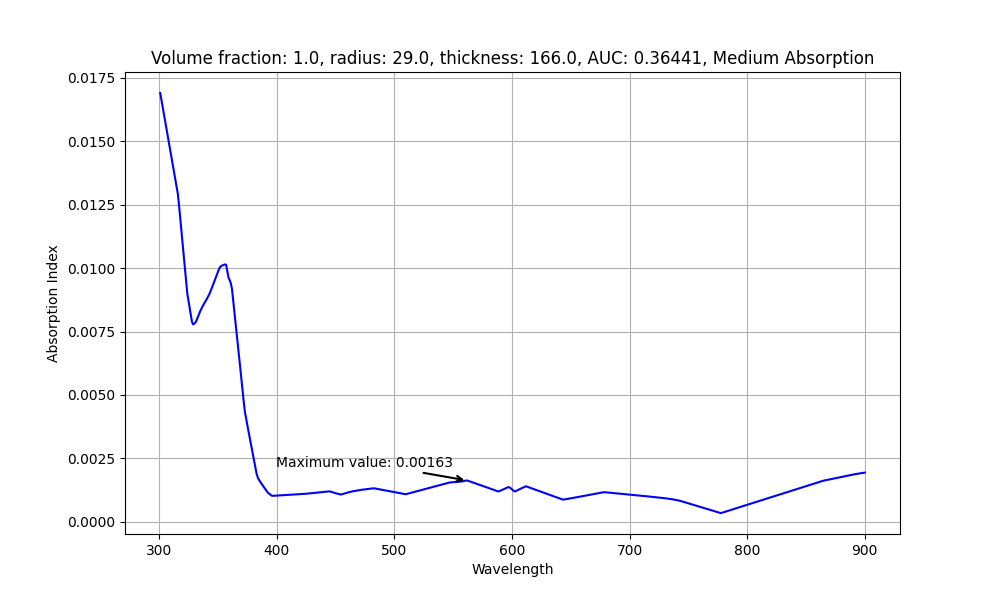 Volume fraction: 1.0, radius: 29.0, thickness: 166.0, AUC: 0.36441, Medium Absorption
0.0175
0.0150
0.0125
0.0100
0.0075
0.0050
0.0025
0.0000
Absorption Index
Maximum value: 0.00163
300 400 500 600 700 800 900
Wavelength